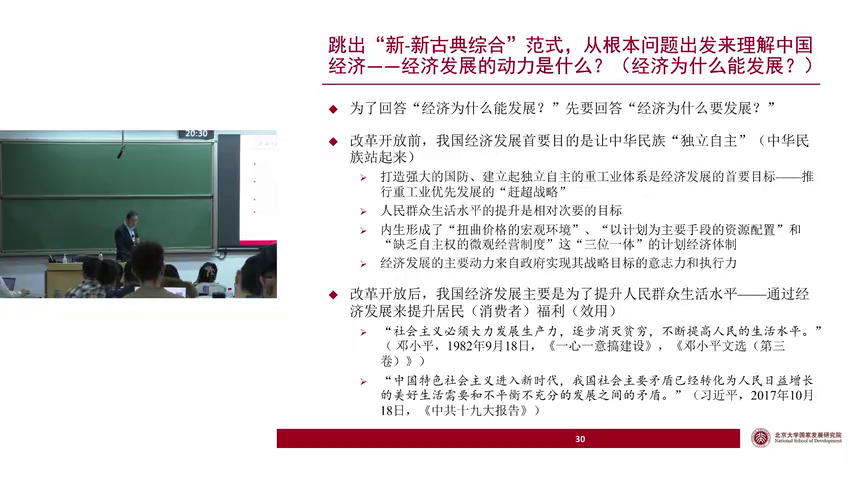 跳出“新-新古典综合”范式，从根本问题出发来理解中国
经济——经济发展的动力是什么？（经济为什么能发展？）
为了回答“经济为什么能发展？”先要回答“经济为什么要发展？”
改革开放前，我国经济发展首要目的是让中华民族“独立自主”（中华民
族站起来）
打造强大的国防、建立起独立自主的重工业体系是经济发展的首要目标——推
行重工业优先发展的“赶超战略”
人民群众生活水平的提升是相对次要的目标
内生形成了“扭曲价格的宏观环境”、“以计划为主要手段的资源配置”和
“缺乏自主权的微观经营制度”这“三位一体”的计划经济体制
经济发展的主要动力来自政府实现其战略目标的意志力和执行力
改革开放后，我国经济发展主要是为了提升人民群众生活水平——通过经
济发展来提升居民（消费者）福利（效用）
“社会主义必须大力发展生产力，逐步消灭贫穷，不断提高人民的生活水平。”
（ 邓小平，1982年9月18日，《一心一意搞建设》，《邓小平文选（第三
卷）》）
“中国特色社会主义进入新时代，我国社会主要矛盾已经转化为人民日益增长
的美好生活需要和不平衡不充分的发展之间的矛盾。”（习近平，2017年10月
18日，《中共十九大报告》）
20:30
30
北京大学国家发展研究院
National School of Development